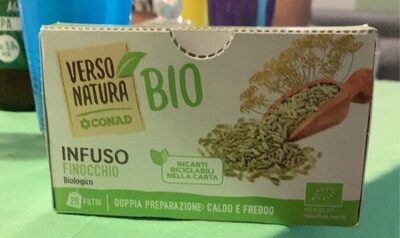 VERSO
NATURA
CONAD
BIO
INFUSO
FINOCCHIO
Biologico
INCARTI
RICICLABILI
NELLA CARTA
20 FILTRI
DOPPIA PREPARAZIONE: CALDO E FREDDO